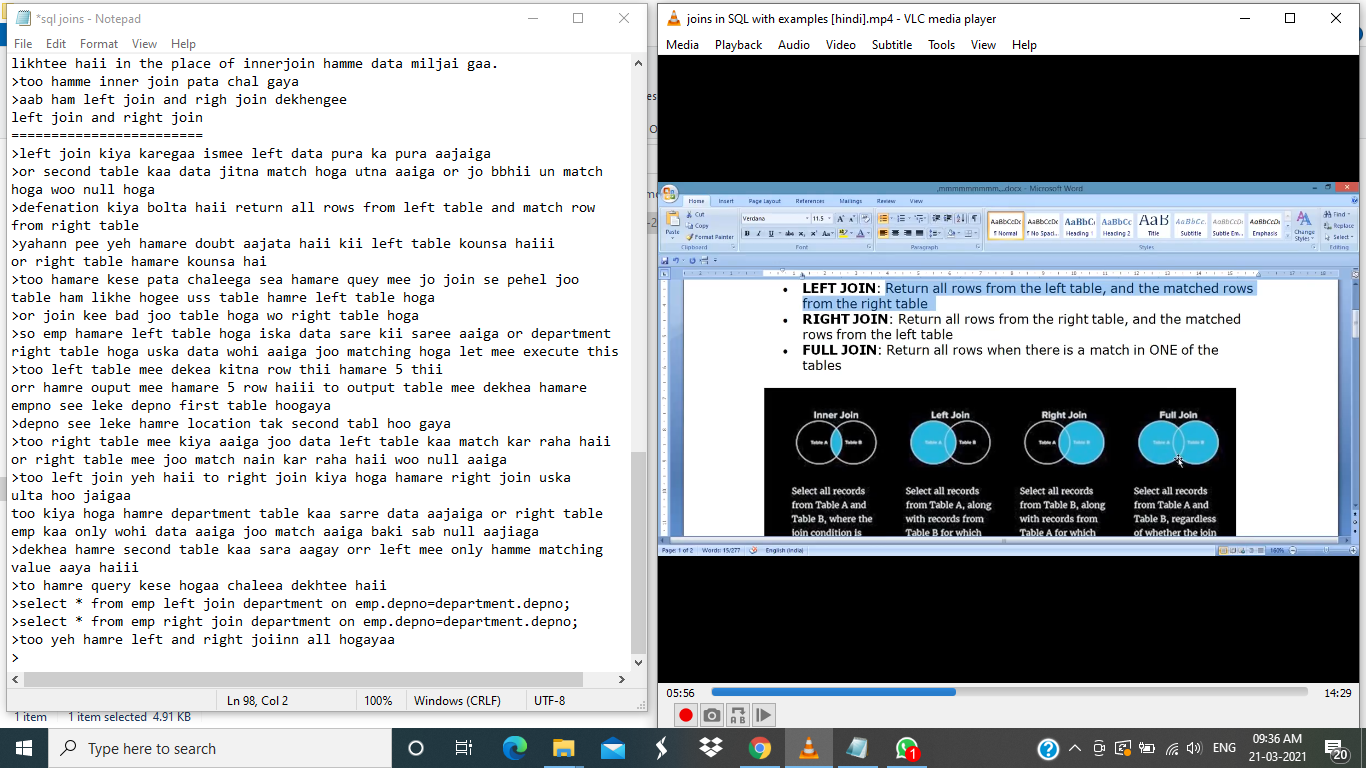 *sql joins - Notepad
File Edit Format View Help
likhtee haii in the place of innerjoin hamme data miljai gaa.
>too hamme inner join pata chal gaya
>aab ham left join and righ join dekhengee
left join and right join
========================
>left join kiya karegaa ismee left data pura ka pura aajaiga
>or second table kaa data jitna match hoga utna aaiga or jo bbhii un match
hoga woo null hoga
>defenation kiya bolta haii return all rows from left table and match row
from right table
>yahann pee yeh hamare doubt aajata haii kii left table kounsa haiii
or right table hamare kounsa hai
>too hamare kese pata chaleega sea hamare quey mee jo join se pehel joo
table ham likhe hogee uss table hamre left table hoga
>or join kee bad joo table hoga wo right table hoga
>so emp hamare left table hoga iska data sare kii saree aaiga or department
right table hoga uska data wohi aaiga joo matching hoga let mee execute this
>too left table mee dekea kitna row thii hamare 5 thii
orr hamre ouput mee hamare 5 row haiii to output table mee dekhea hamare
empno see leke depno first table hoogaya
>depno see leke hamre location tak second tabl hoo gaya
>too right table mee kiya aaiga joo data left table kaa match kar raha haii
or right table mee joo match nain kar raha haii woo null aaiga
>too left join yeh haii to right join kiya hoga hamare right join uska
ulta hoo jaigaa
too kiya hoga hamre department table kaa sarre data aajaiga or right table
emp kaa only wohi data aaiga joo match aaiga baki sab null aajiaga
>dekhea hamre second table kaa sara aagay orr left mee only hamme matching
value aaya haiii
>to hamre query kese hogaa chaleea dekhtee haii
>select * from emp left join department on emp.depno=department.depno;
>select * from emp right join department on emp.depno=department.depno;
>too yeh hamre left and right joiinn all hogayaa
>
Ln 98, Col 2 100% Windows (CRLF) UTF-8
1 item 1 item selected 4.91 KB
joins in SQL with examples [hindi].mp4 - VLC media player
Media Playback Audio Video Subtitle Tools View Help
.mmmmmmmmm,,.docx - Microsoft Word
Home Insert Page Layout References Mailings Review View
Paste Cut Copy Format Painter Clipboard
Verdana 11.5 Font Paragraph
AaBbCcDc AaBbCcDc AaBbC AaBbCc AaB AaBbCc. AaBbCcDc AaBbCcDc
¶ Normal ¶ No Spaci... Heading 1 Heading 2 Title Subtitle Subtle Em... Emphasis
Change Styles Styles
Find Replace Select Editing
• LEFT JOIN: Return all rows from the left table, and the matched rows
from the right table
• RIGHT JOIN: Return all rows from the right table, and the matched
rows from the left table
• FULL JOIN: Return all rows when there is a match in ONE of the
tables
Inner Join Left Join Right Join Full Join
Table A Table B Table A Table B Table A Table B Table A Table B
Select all records
from Table A and
Table B, where the
join condition is
Select all records
from Table A, along
with records from
Table B for which
Select all records
from Table B, along
with records from
Table A for which
Select all records
from Table A and
Table B, regardless
of whether the join
Page: 1 of 2 Words: 15/277 English (India) 160%
05:56 14:29
Type here to search
1
ENG
09:36 AM
21-03-2021
20